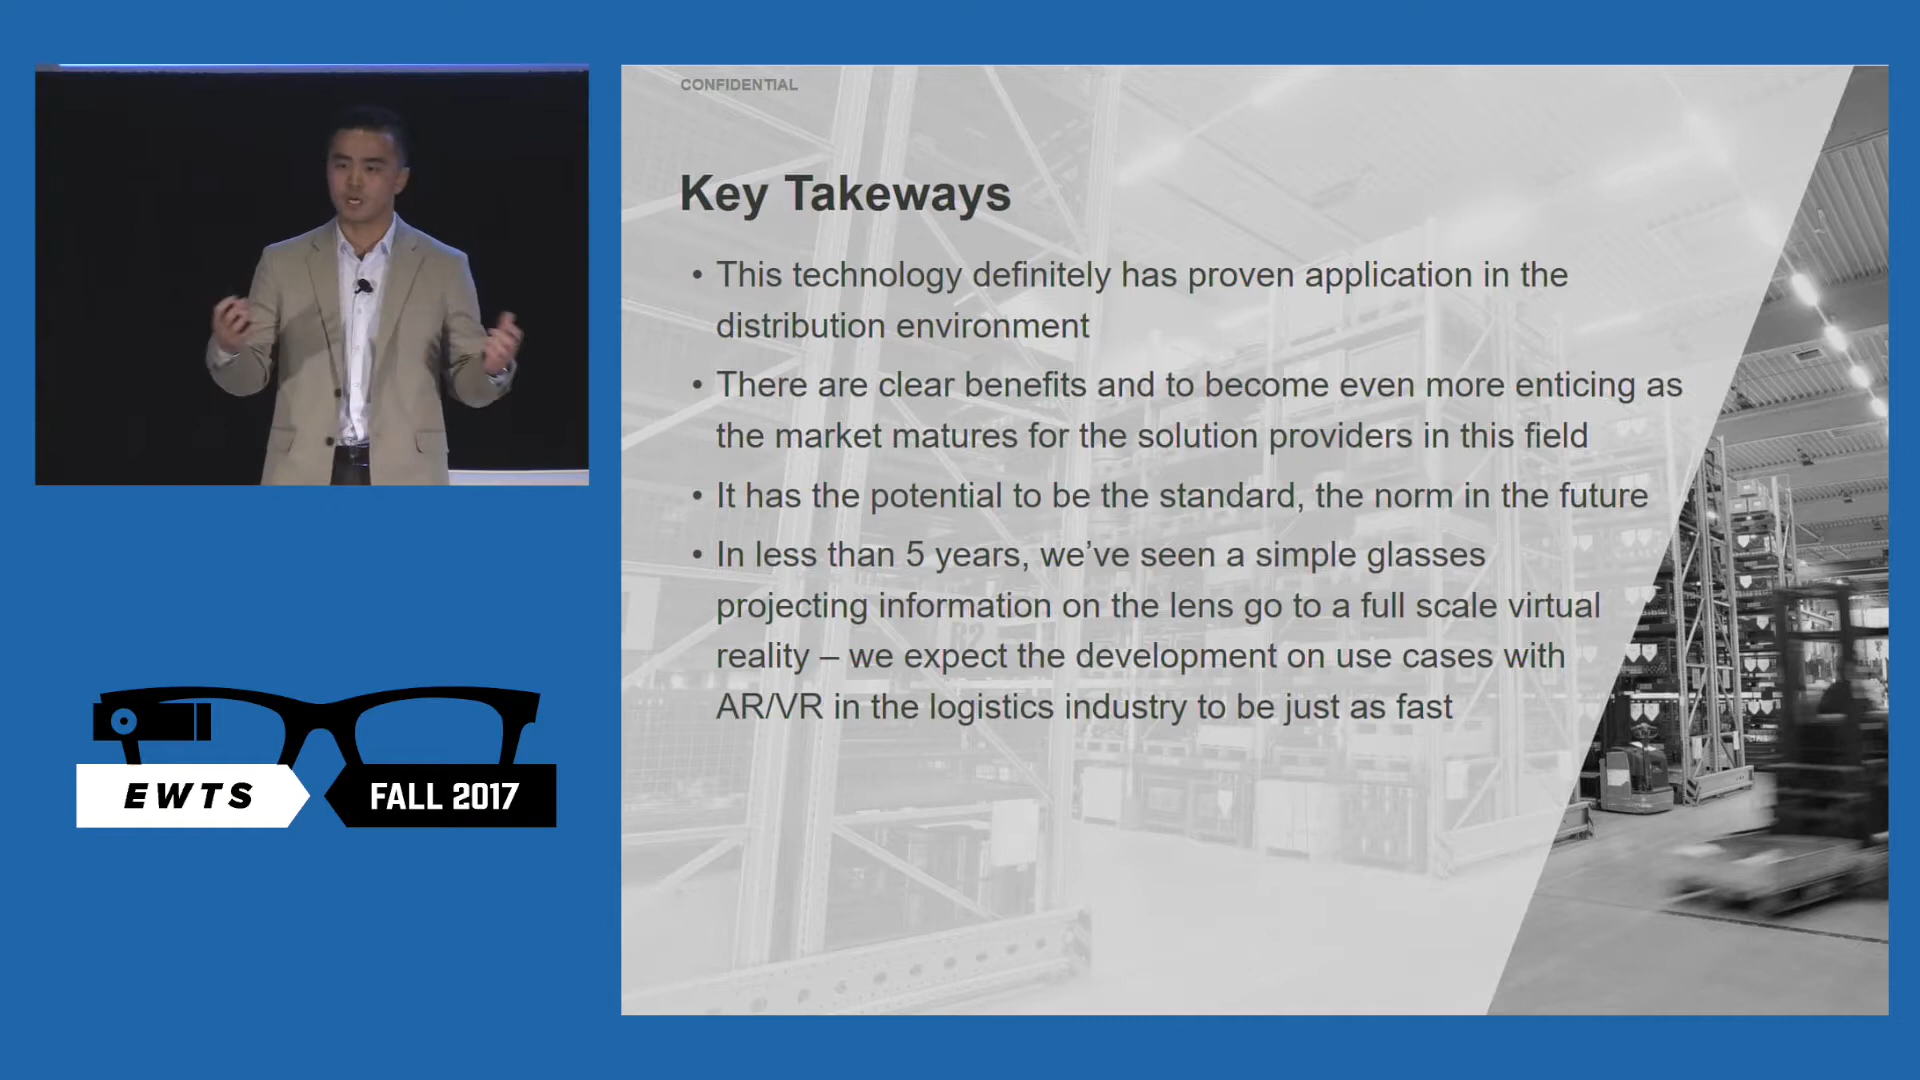 CONFIDENTIAL
Key Takeways
• This technology definitely has proven application in the
distribution environment
• There are clear benefits and to become even more enticing as
the market matures for the solution providers in this field
• It has the potential to be the standard, the norm in the future
• In less than 5 years, we’ve seen a simple glasses
projecting information on the lens go to a full scale virtual
reality – we expect the development on use cases with
AR/VR in the logistics industry to be just as fast
EWTS
FALL 2017